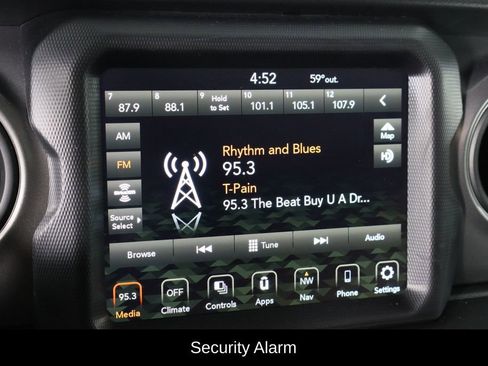 4:52 59°out.
7 87.9 8 88.1 9 Hold to Set 10 101.1 11 105.1 12 107.9
AM
Map
Rhythm and Blues
FM
95.3
T-Pain
95.3 The Beat Buy U A Dr...
Source Select
Browse Tune Audio
95.3 OFF NW
Media Climate Controls Apps Nav Phone Settings
Security Alarm